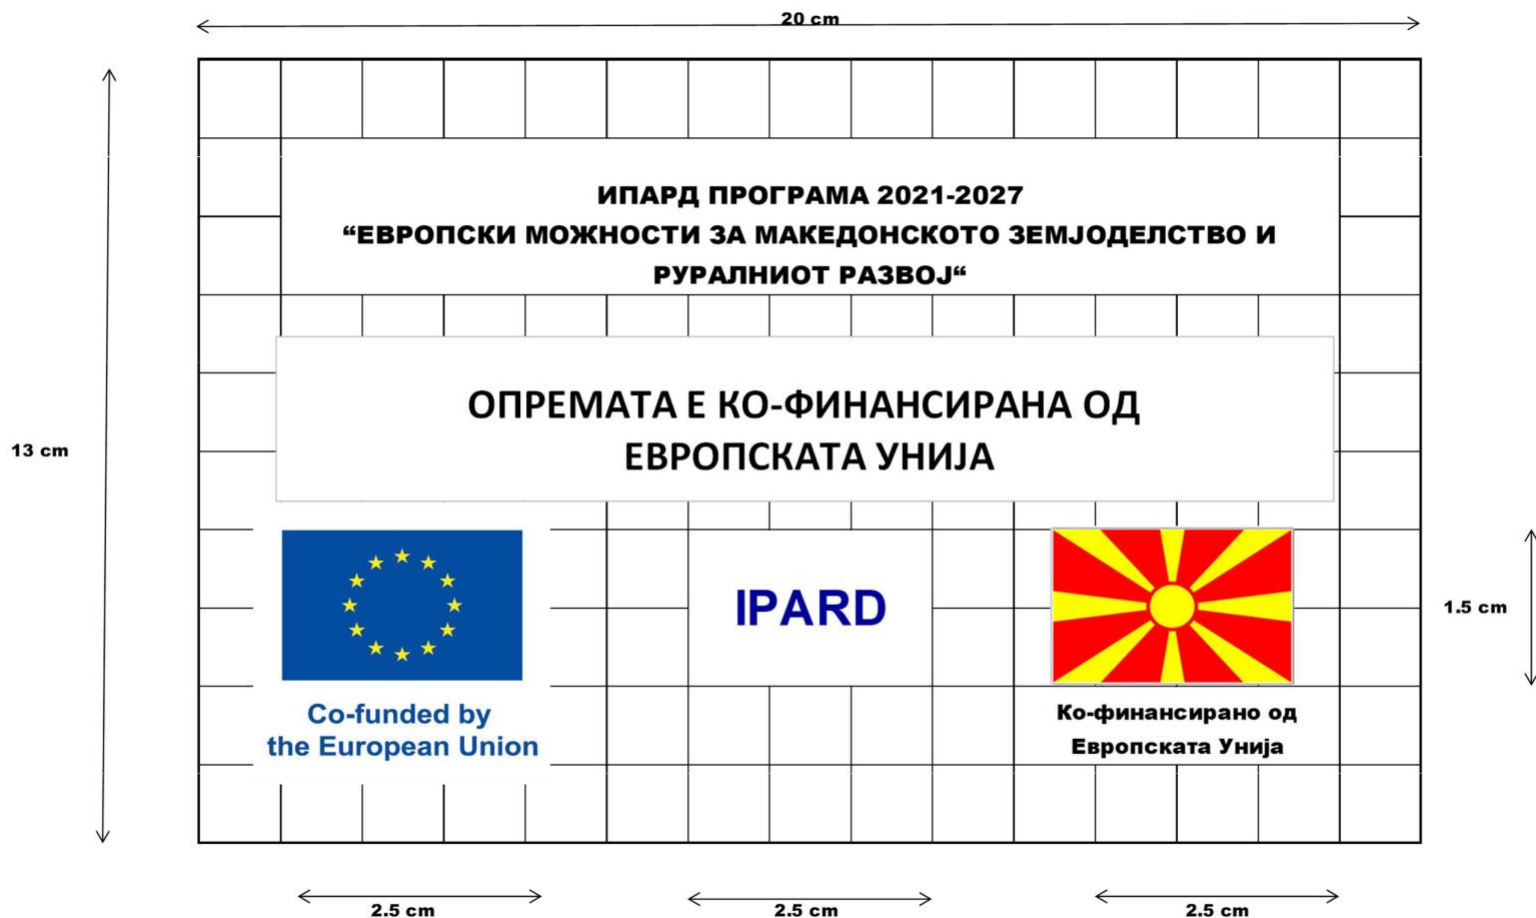 20 cm
ИПАРД ПРОГРАМА 2021-2027
“ЕВРОПСКИ МОЖНОСТИ ЗА МАКЕДОНСКОТО ЗЕМЈОДЕЛСТВО И
РУРАЛНИОТ РАЗВОЈ“
ОПРЕМАТА Е КО-ФИНАНСИРАНА ОД
ЕВРОПСКАТА УНИЈА
13 cm
IPARD
1.5 cm
Co-funded by
the European Union
Ко-финансирано од
Европската Унија
2.5 cm
2.5 cm
2.5 cm